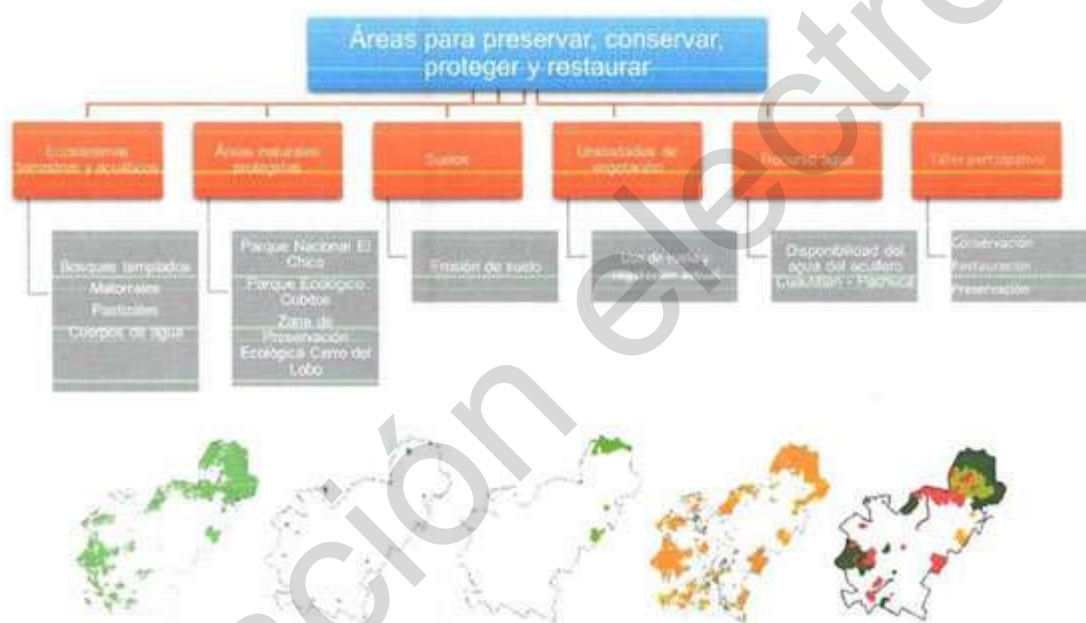 Áreas para preservar, conservar,
proteger y restaurar
Ecosistemas
terrestres y acuáticos
Áreas naturales
protegidas
Suelos
Unidades de
vegetación
Recurso agua
Taller participativo
Bosques templados
Matorrales
Pastizales
Cuerpos de agua
Parque Nacional El
Chico
Parque Ecológico
Cubitos
Zona de
Preservación
Ecológica Cerro del
Lobo
Erosión de suelo
Uso de suelo y
Disponibilidad del
agua del acuífero
Cuautitlán - Pachuca
Conservación
Restauración
Preservación